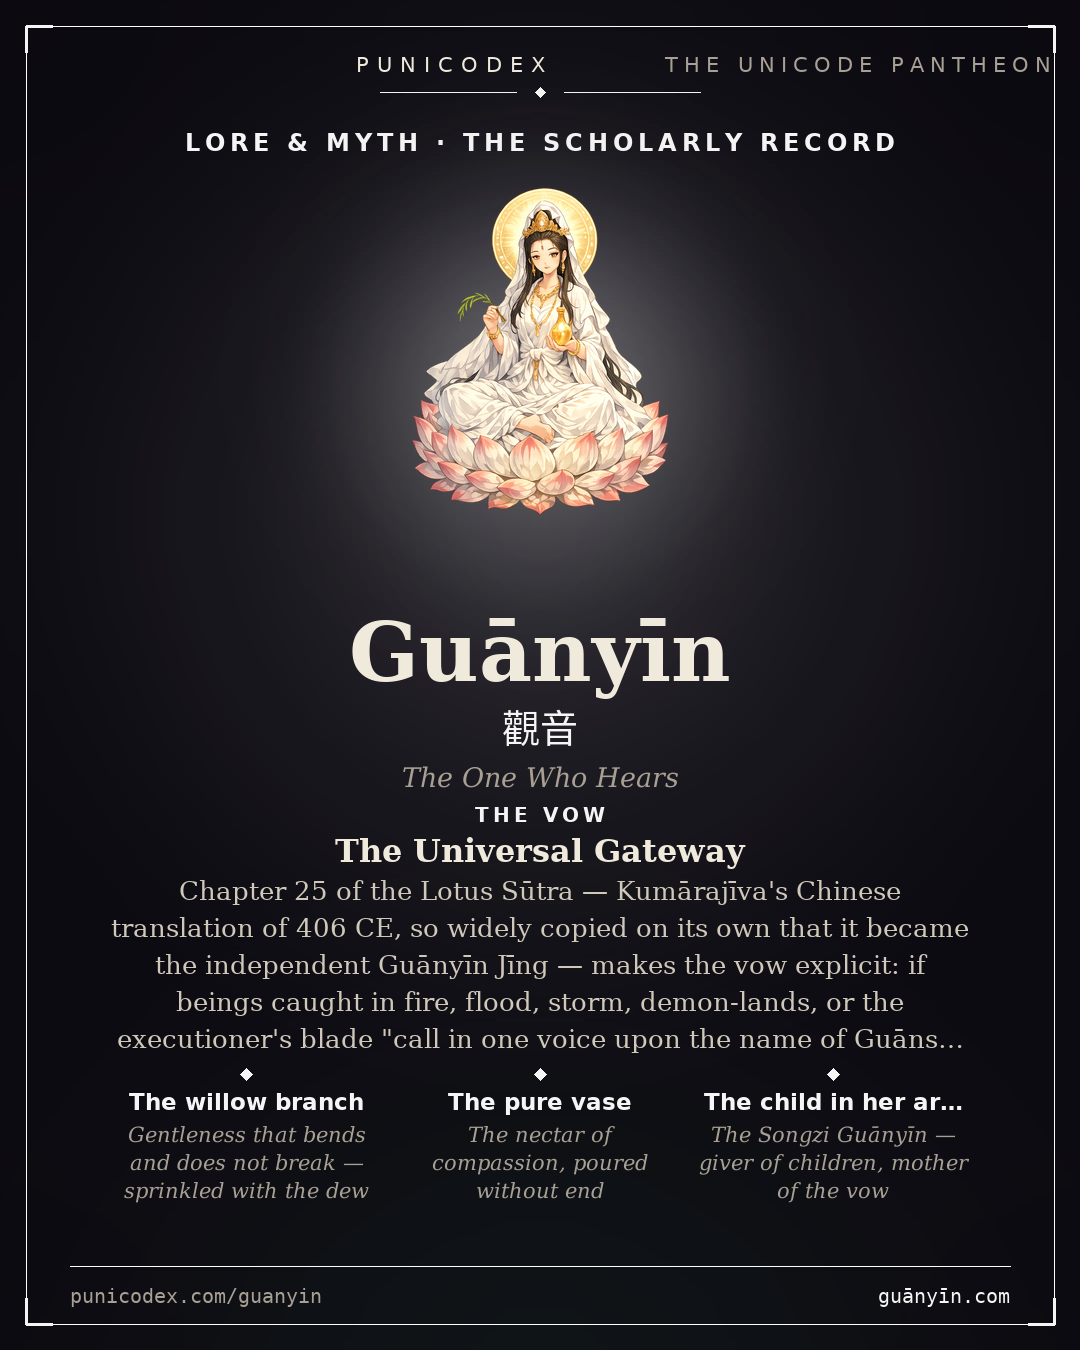 PUNICODEX
THE UNICODE PANTHEON
LORE & MYTH · THE SCHOLARLY RECORD
Guānyīn
觀音
The One Who Hears
THE VOW
The Universal Gateway
Chapter 25 of the Lotus Sūtra — Kumārajīva's Chinese
translation of 406 CE, so widely copied on its own that it became
the independent Guānyīn Jīng — makes the vow explicit: if
beings caught in fire, flood, storm, demon-lands, or the
executioner's blade "call in one voice upon the name of Guāns…
The willow branch
Gentleness that bends
and does not break —
sprinkled with the dew
The pure vase
The nectar of
compassion, poured
without end
The child in her ar…
The Songzi Guānyīn —
giver of children, mother
of the vow
punicodex.com/guanyin
guānyīn.com